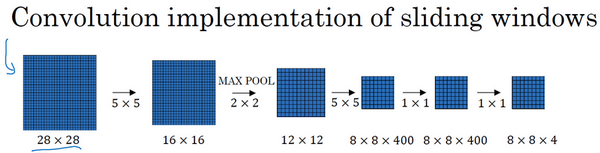 Convolution implementation of sliding windows
MAX POOL
5 × 5 2 × 2 5 × 5 1 × 1 1 × 1
28 × 28 16 × 16 12 × 12 8 × 8 × 400 8 × 8 × 400 8 × 8 × 4